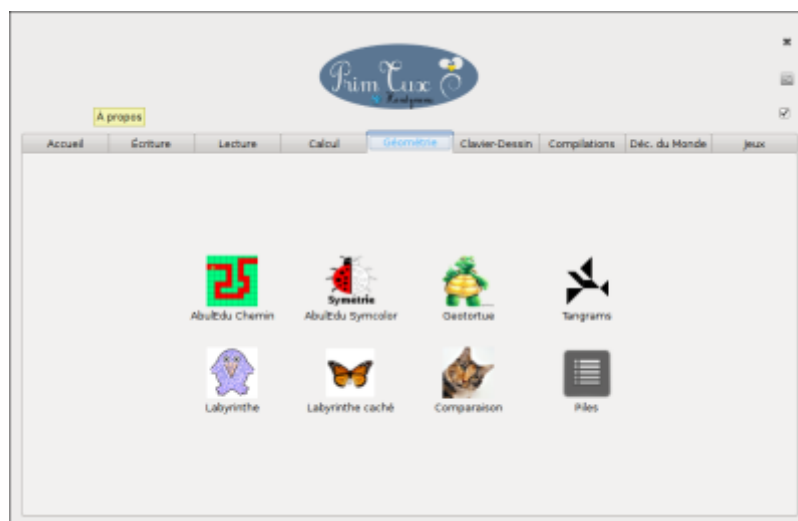 PrimTux
À propos
Accueil Écriture Lecture Calcul Géométrie Clavier-Dessin Compilations Déc. du Monde Jeux
Symétrie
AbulEdu Chemin AbulEdu Symcolor Geotortue Tangrams
Labyrinthe Labyrinthe caché Comparaison Piles